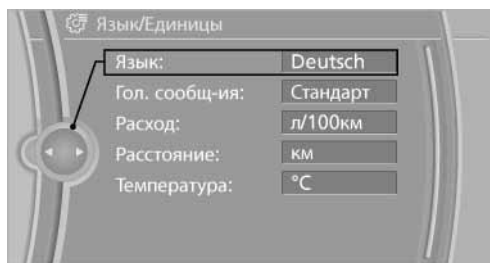 Язык/Единицы
Язык: Deutsch
Гол. сообщ-ия: Стандарт
Расход: л/100км
Расстояние: км
Температура: °C